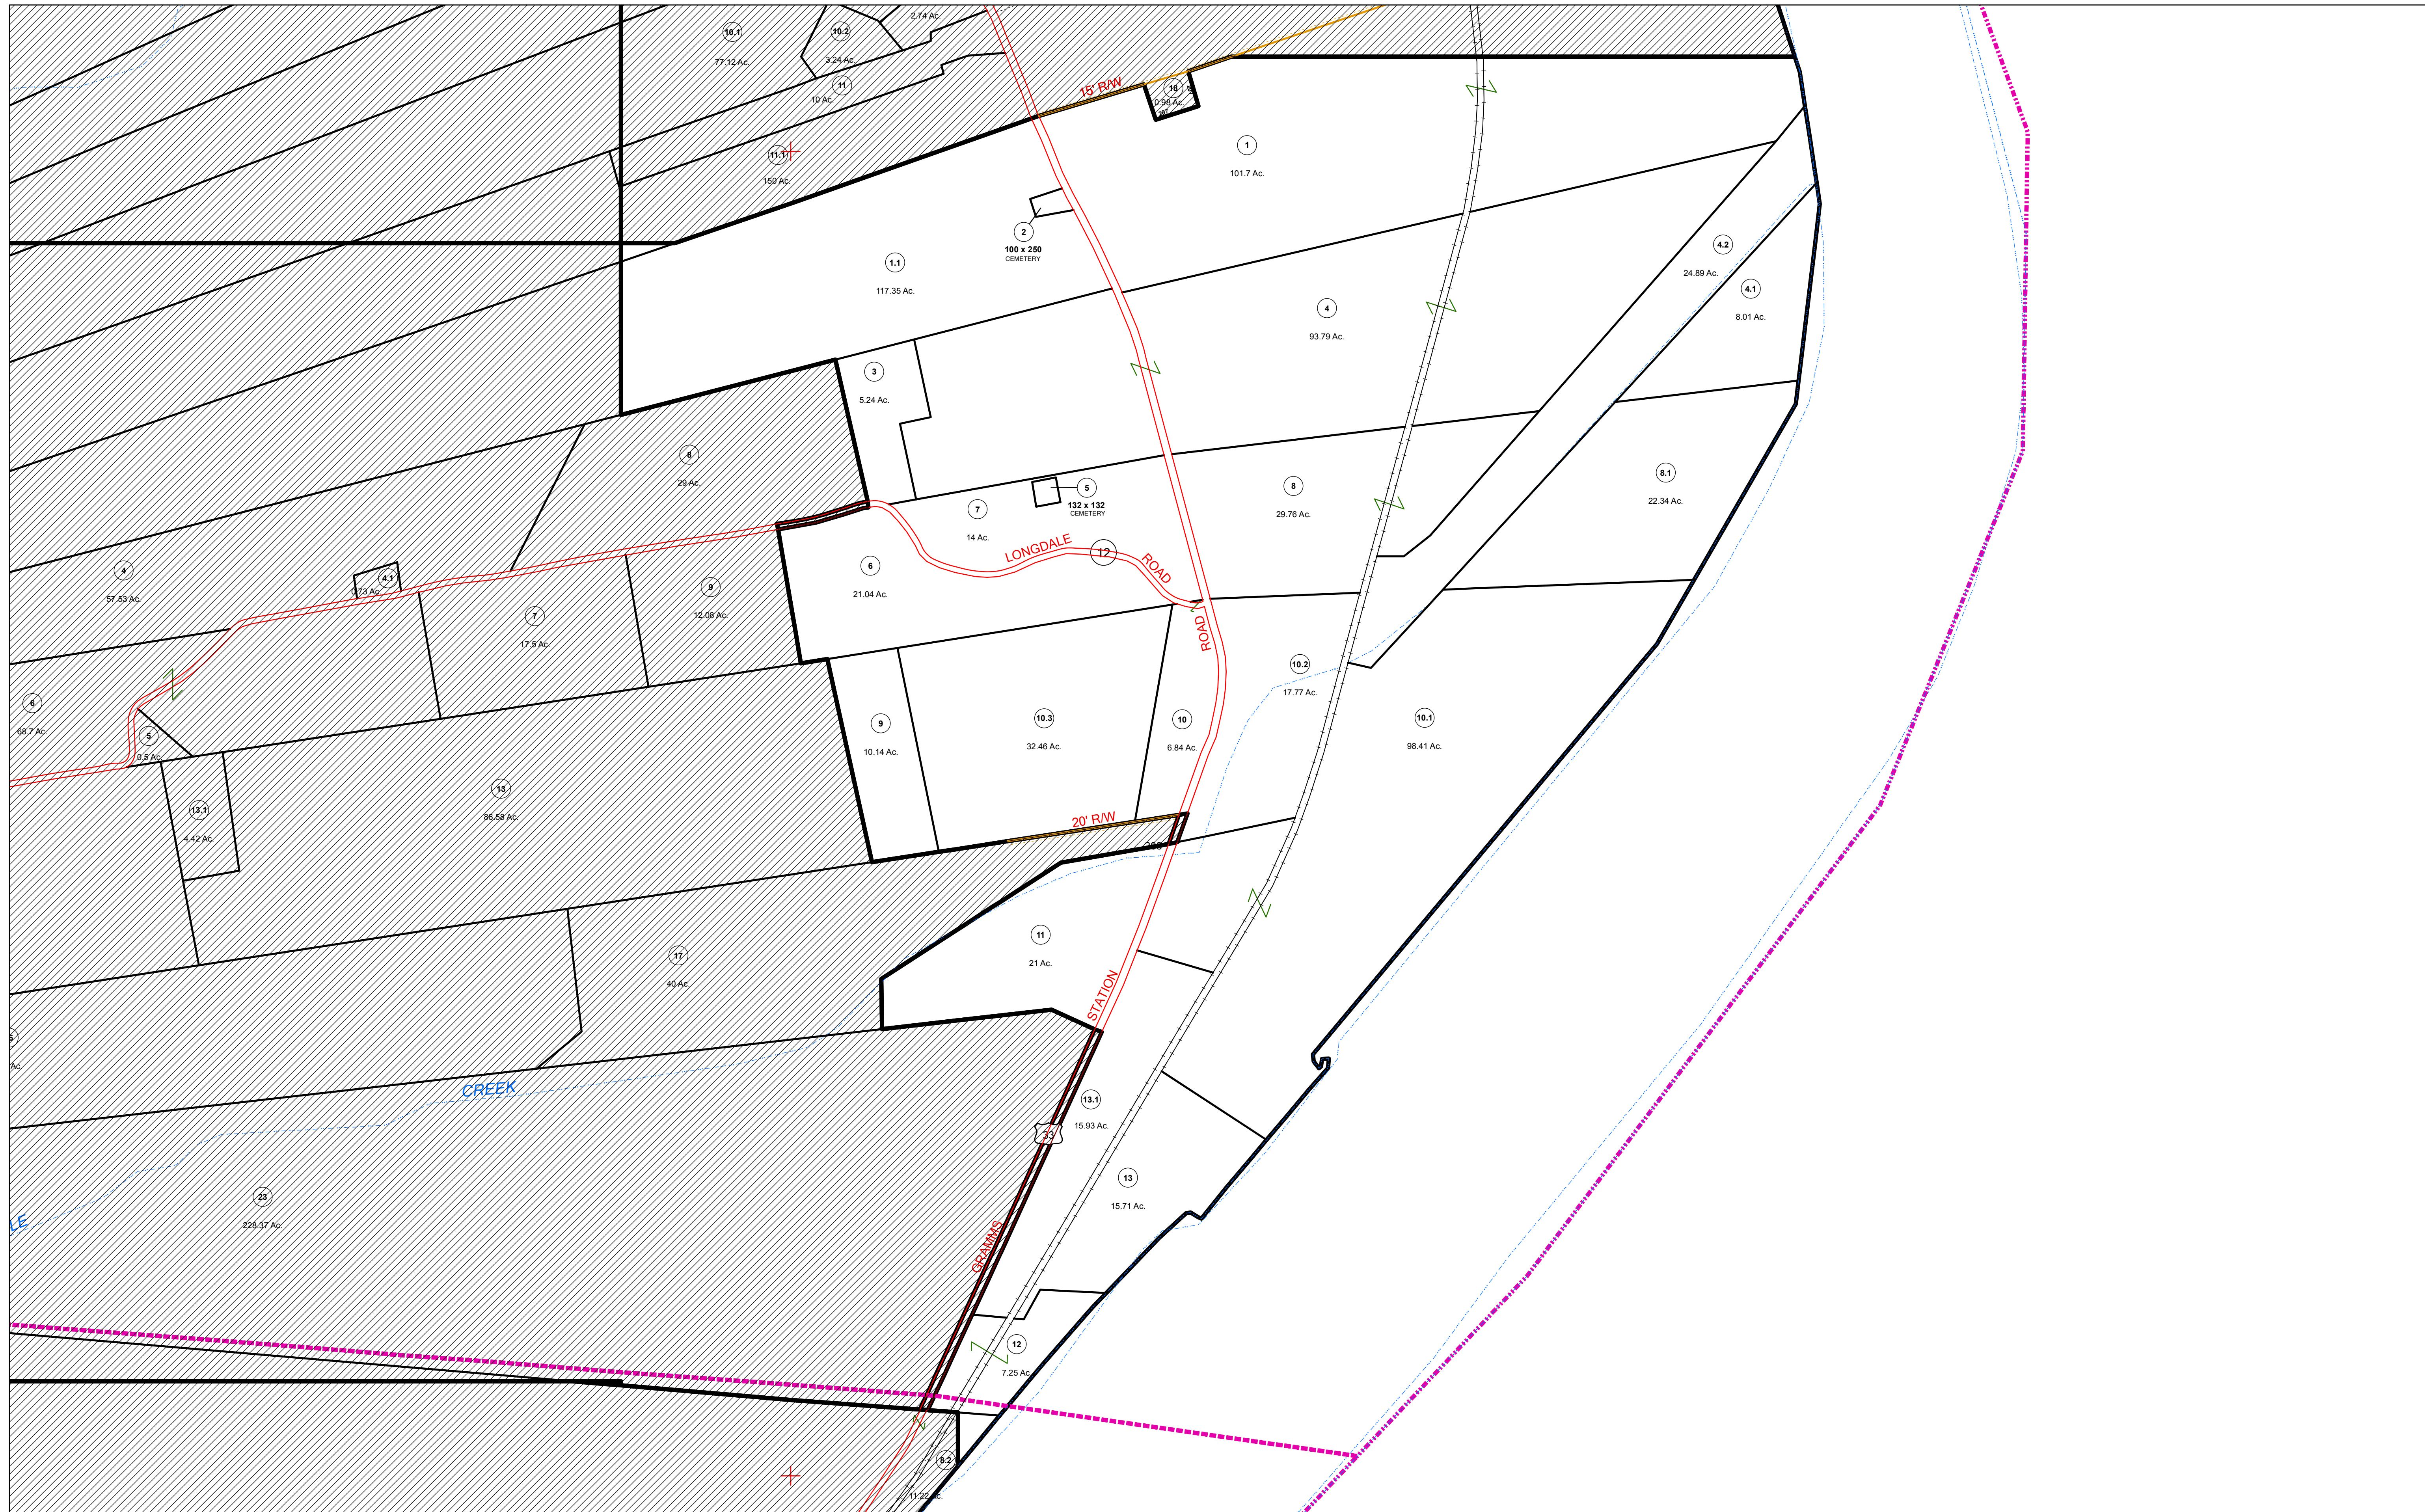 2.74 Ac.
10.1
77.12 Ac.
10.2
3.24 Ac.
11
10 Ac.
15' R/W
18
0.98 Ac.
11.1
150 Ac.
1
101.7 Ac.
2
100 x 250
CEMETERY
1.1
117.35 Ac.
4.2
24.89 Ac.
4.1
8.01 Ac.
4
93.79 Ac.
3
5.24 Ac.
8
29 Ac.
8.1
22.34 Ac.
5
132 x 132
CEMETERY
8
29.76 Ac.
7
14 Ac.
LONGDALE
12
ROAD
6
21.04 Ac.
4
57.53 Ac.
4.1
0.73 Ac.
9
12.08 Ac.
7
17.5 Ac.
ROAD
10.2
17.77 Ac.
6
68.7 Ac.
5
0.5 Ac.
9
10.14 Ac.
10.3
32.46 Ac.
10
6.84 Ac.
10.1
98.41 Ac.
13
86.58 Ac.
13.1
4.42 Ac.
20' R/W
11
21 Ac.
17
40 Ac.
STATION
Ac.
CREEK
13.1
15.93 Ac.
33
13
15.71 Ac.
23
228.37 Ac.
LE
GRAMMS
12
7.25 Ac.
8.2
11.22 Ac.